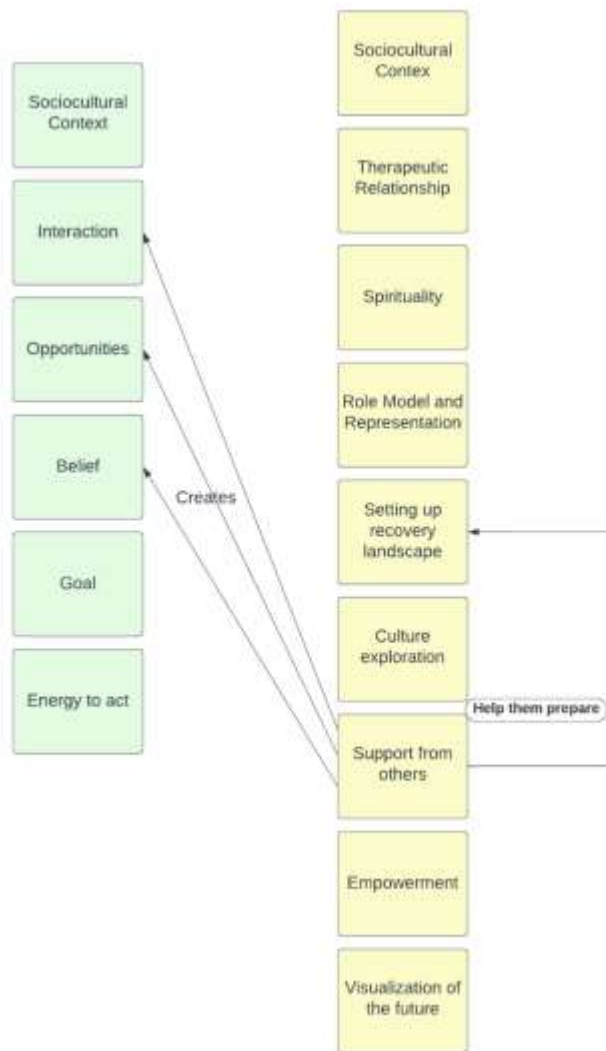 Sociocultural
Context
Interaction
Opportunities
Belief
Goal
Energy to act
Creates
Sociocultural
Contex
Therapeutic
Relationship
Spirituality
Role Model and
Representation
Setting up
recovery
landscape
Culture
exploration
Help them prepare
Support from
others
Empowerment
Visualization of
the future